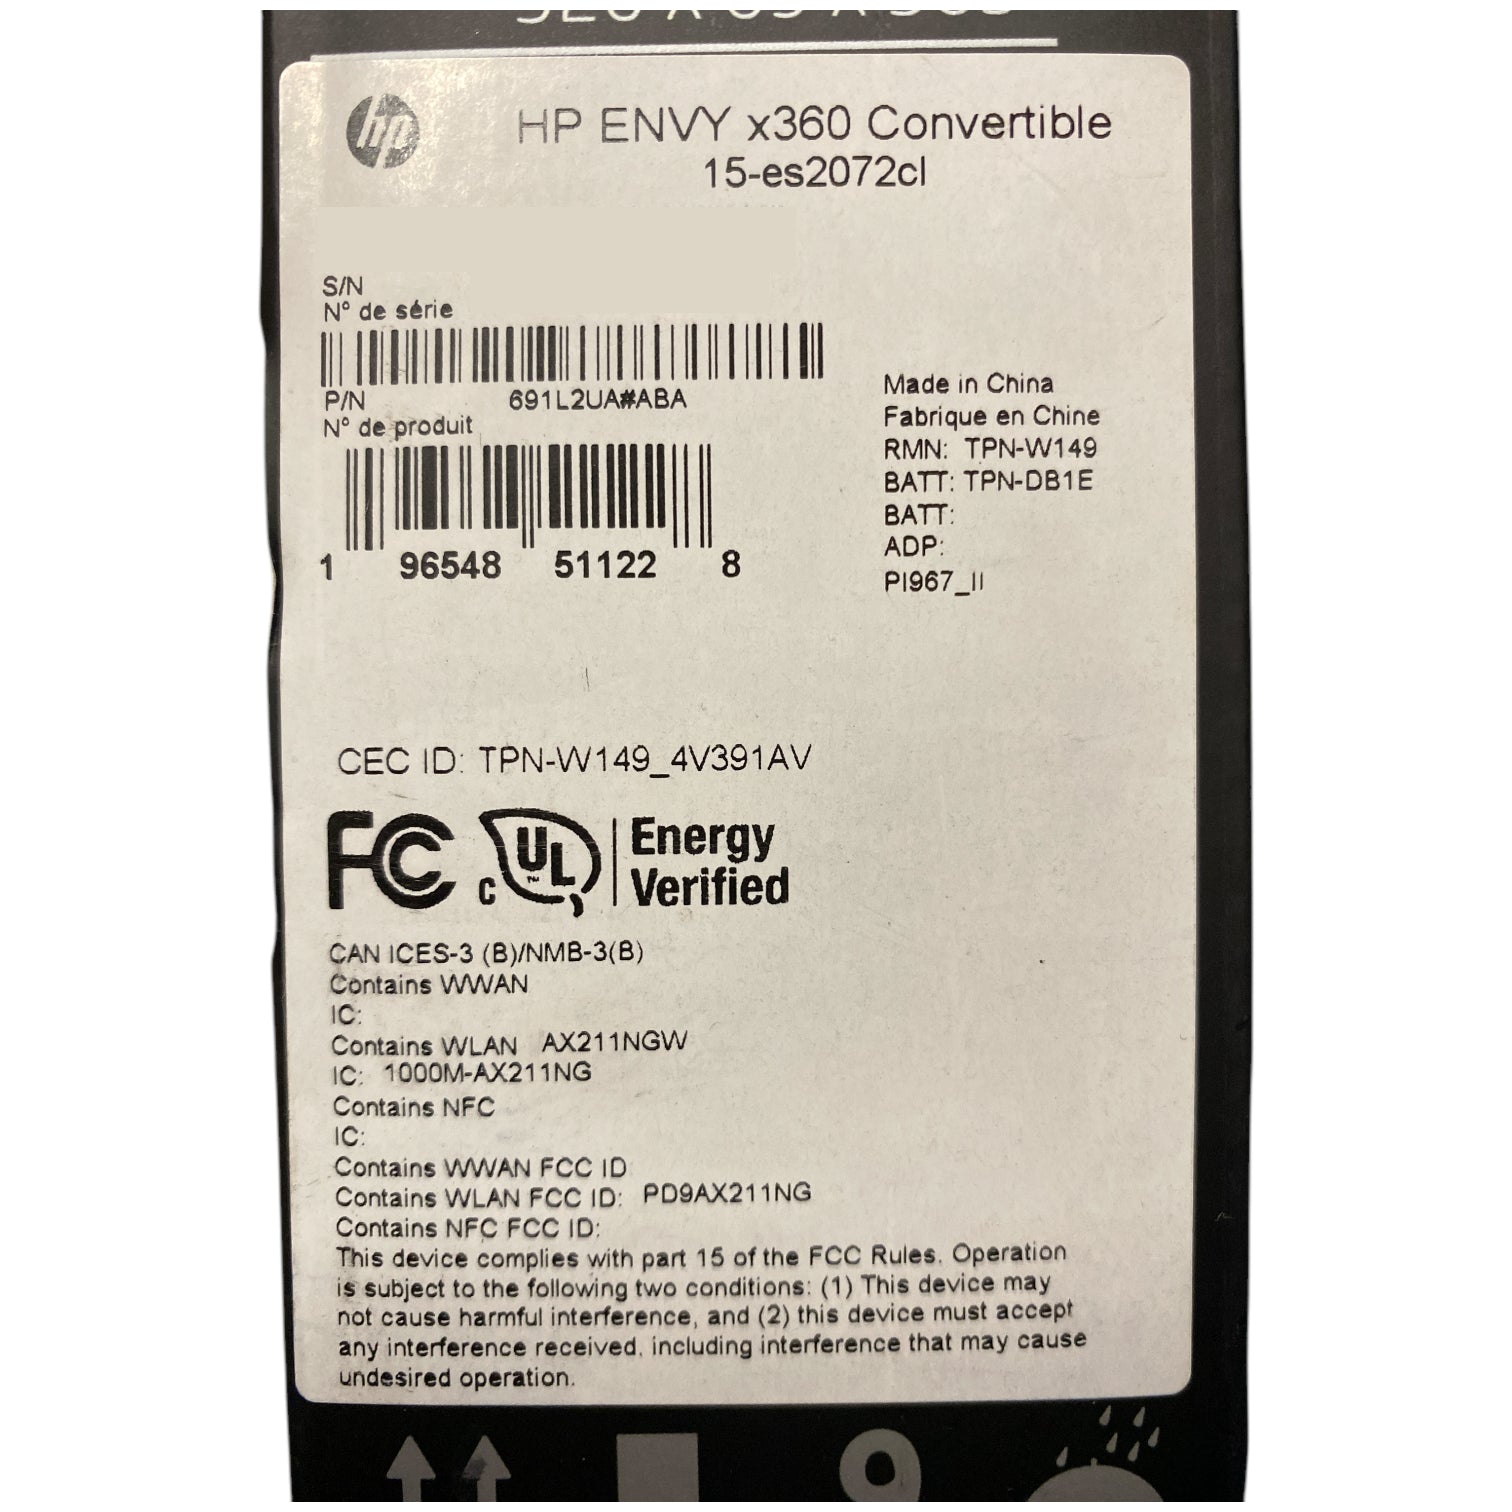 hp
HP ENVY x360 Convertible
15-es2072cl
S/N
Nº de série
P/N 691L2UA#ABA
Nº de produit
1 96548 51122 8
Made in China
Fabrique en Chine
RMN: TPN-W149
BATT: TPN-DB1E
BATT:
ADP:
PI967_II
CEC ID: TPN-W149_4V391AV
FC c UL™ Energy
Verified
CAN ICES-3 (B)/NMB-3(B)
Contains WWAN
IC:
Contains WLAN AX211NGW
IC: 1000M-AX211NG
Contains NFC
IC:
Contains WWAN FCC ID
Contains WLAN FCC ID: PD9AX211NG
Contains NFC FCC ID:
This device complies with part 15 of the FCC Rules. Operation
is subject to the following two conditions: (1) This device may
not cause harmful interference, and (2) this device must accept
any interference received, including interference that may cause
undesired operation.
9